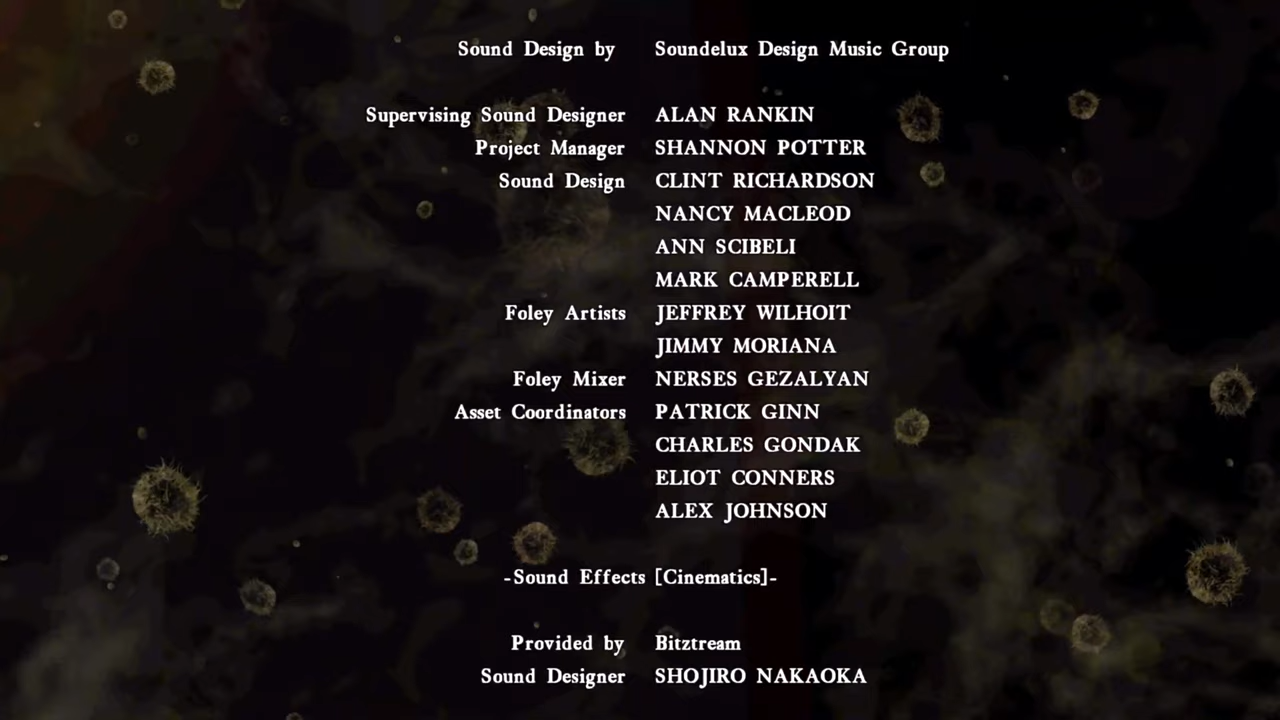 Sound Design by Soundelux Design Music Group
Supervising Sound Designer ALAN RANKIN
Project Manager SHANNON POTTER
Sound Design CLINT RICHARDSON
NANCY MACLEOD
ANN SCIBELI
MARK CAMPERELL
Foley Artists JEFFREY WILHOIT
JIMMY MORIANA
Foley Mixer NERSES GEZALYAN
Asset Coordinators PATRICK GINN
CHARLES GONDAK
ELIOT CONNERS
ALEX JOHNSON
-Sound Effects [Cinematics]-
Provided by Bitztream
Sound Designer SHOJIRO NAKAOKA